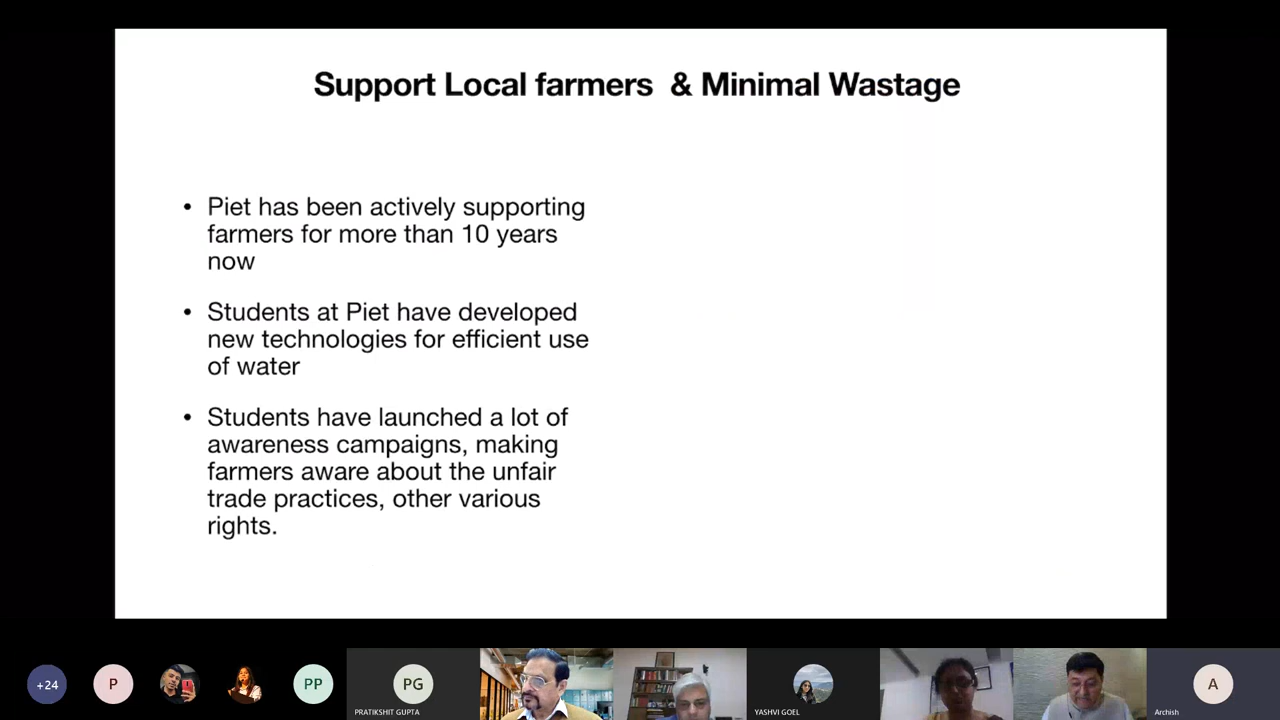 Support Local farmers & Minimal Wastage
• Piet has been actively supporting
farmers for more than 10 years
now
• Students at Piet have developed
new technologies for efficient use
of water
• Students have launched a lot of
awareness campaigns, making
farmers aware about the unfair
trade practices, other various
rights.
+24
P
PP
PG
PRATIKSHIT GUPTA
YASHVI GOEL
A
Archish